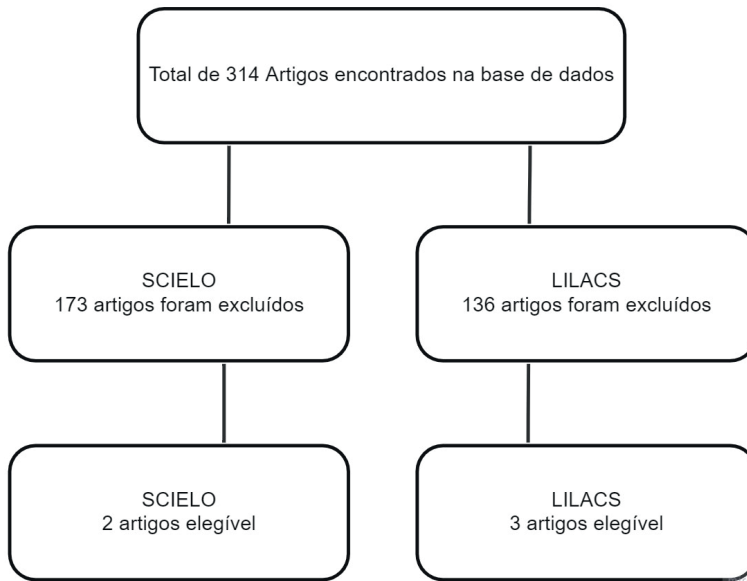 Total de 314 Artigos encontrados na base de dados
SCIELO
173 artigos foram excluídos
LILACS
136 artigos foram excluídos
SCIELO
2 artigos elegível
LILACS
3 artigos elegível